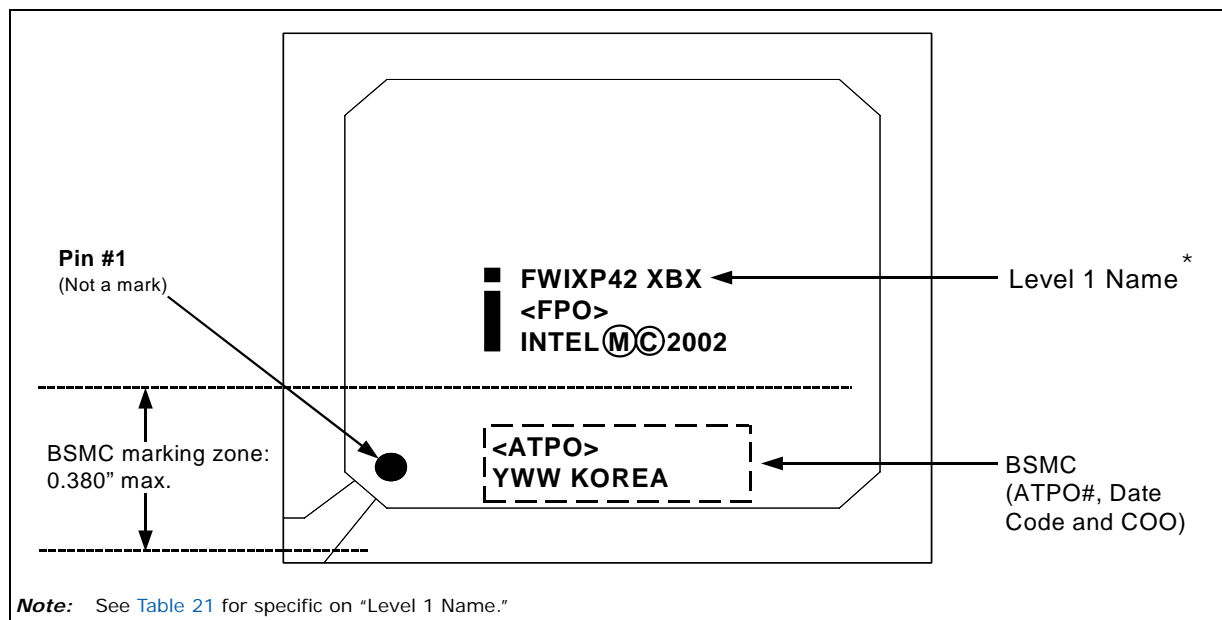 FWIXP42 XBX
<FPO>
INTELⓂ©2002
Level 1 Name*
Pin #1
(Not a mark)
BSMC marking zone:
0.380” max.
<ATPO>
YWW KOREA
BSMC
(ATPO#, Date
Code and COO)
Note: See Table 21 for specific on “Level 1 Name.”